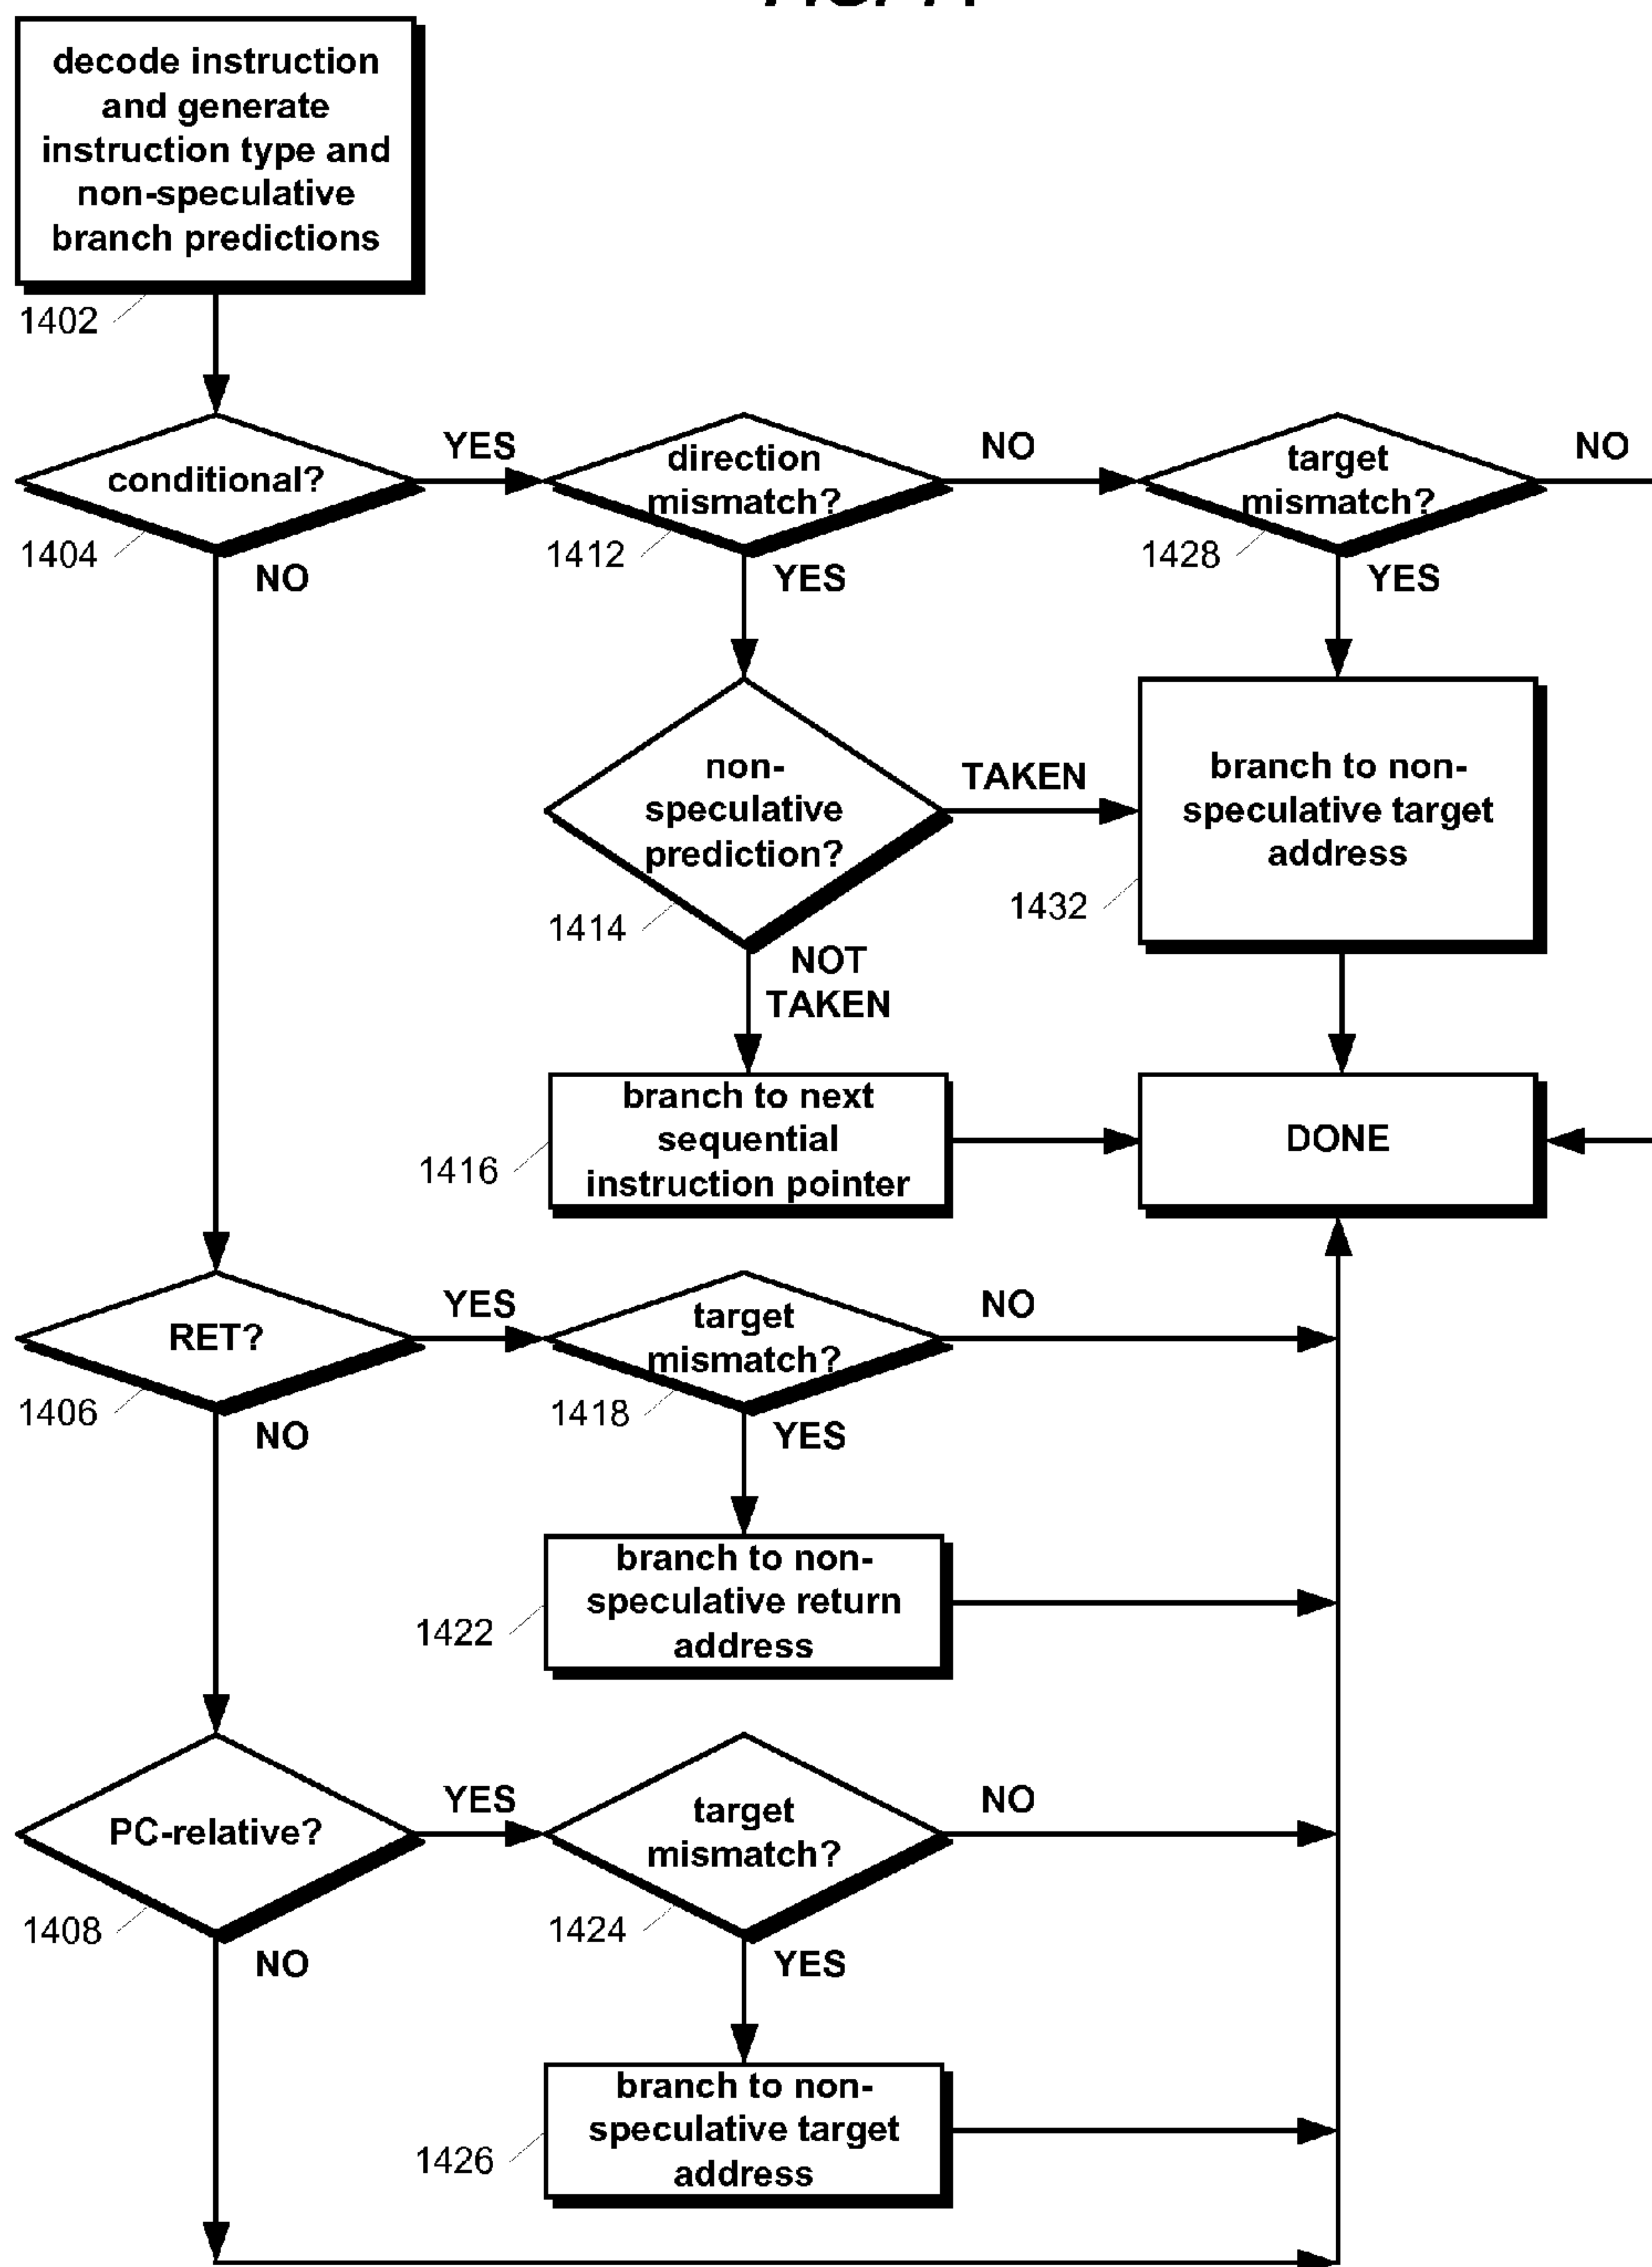 decode instruction
and generate
instruction type and
non-speculative
branch predictions
1402
conditional?
1404
YES
NO
direction
mismatch?
1412
NO
YES
target
mismatch?
1428
NO
YES
non-
speculative
prediction?
1414
TAKEN
NOT
TAKEN
branch to non-
speculative target
address
1432
branch to next
sequential
instruction pointer
1416
DONE
RET?
1406
YES
NO
target
mismatch?
1418
NO
YES
branch to non-
speculative return
address
1422
PC-relative?
1408
YES
NO
target
mismatch?
1424
NO
YES
branch to non-
speculative target
address
1426